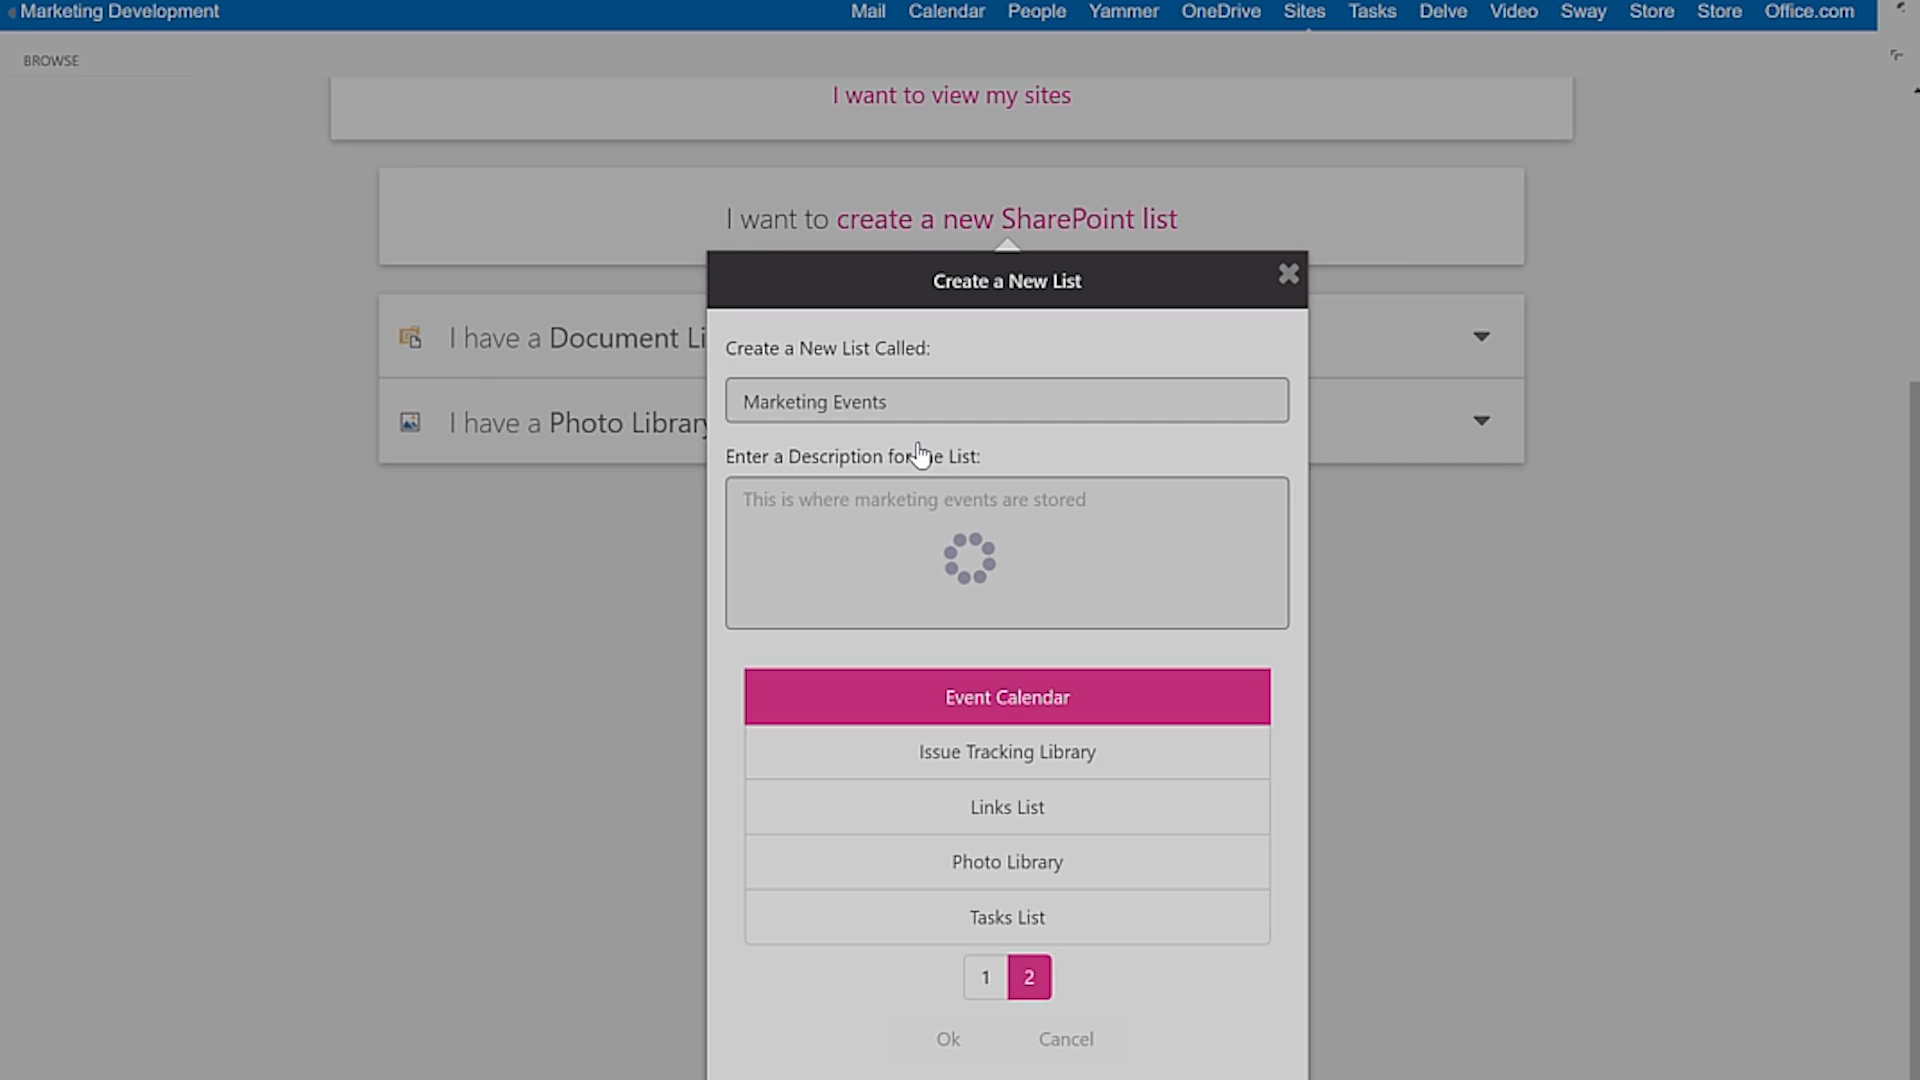 Marketing Development
Mail Calendar People Yammer OneDrive Sites Tasks Delve Video Sway Store Store Office.com
BROWSE
I want to view my sites
I want to create a new SharePoint list
Create a New List
I have a Document Li
I have a Photo Library
Create a New List Called:
Marketing Events
Enter a Description for List:
This is where marketing events are stored
Event Calendar
Issue Tracking Library
Links List
Photo Library
Tasks List
1 2
Ok Cancel